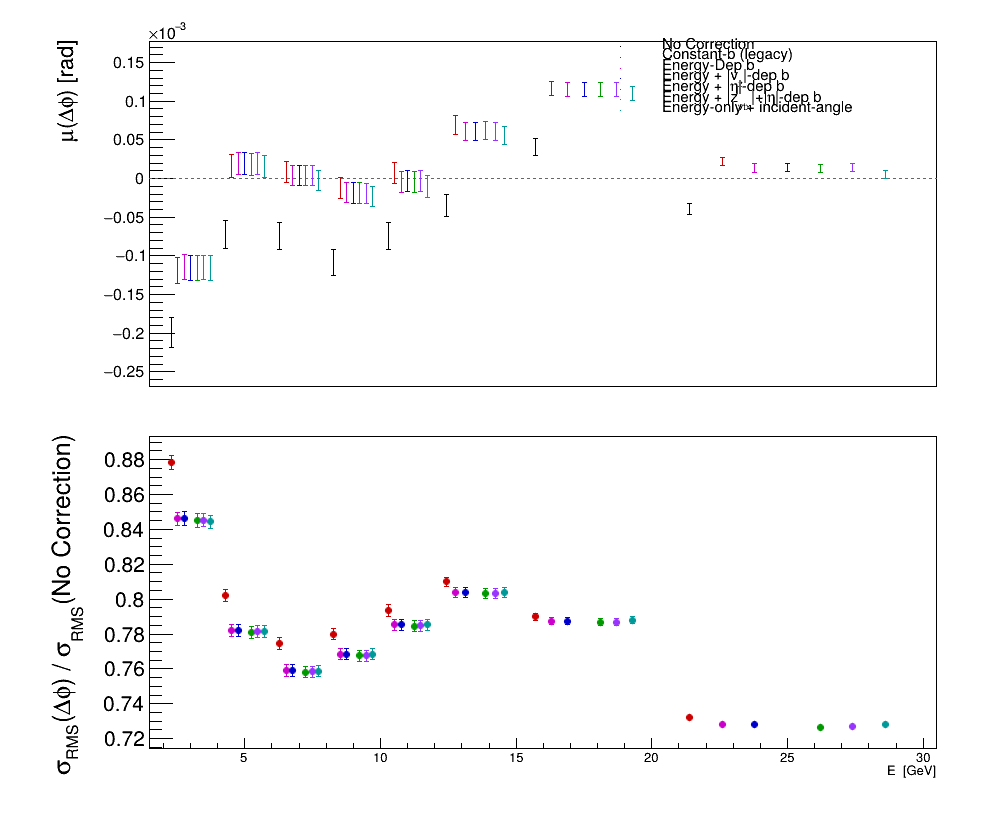 ×10⁻³
μ(Δφ) [rad]
0.15
0.1
0.05
0
−0.05
−0.1
−0.15
−0.2
−0.25
No Correction
Constant-b (legacy)
Energy-Dep b
Energy + |v |-dep b
Energy + |η|-dep b
Energy + |z |+|η|-dep b
Energy-only + incident-angle
σRMS(Δφ) / σRMS(No Correction)
0.88
0.86
0.84
0.82
0.8
0.78
0.76
0.74
0.72
5 10 15 20 25 30
E [GeV]